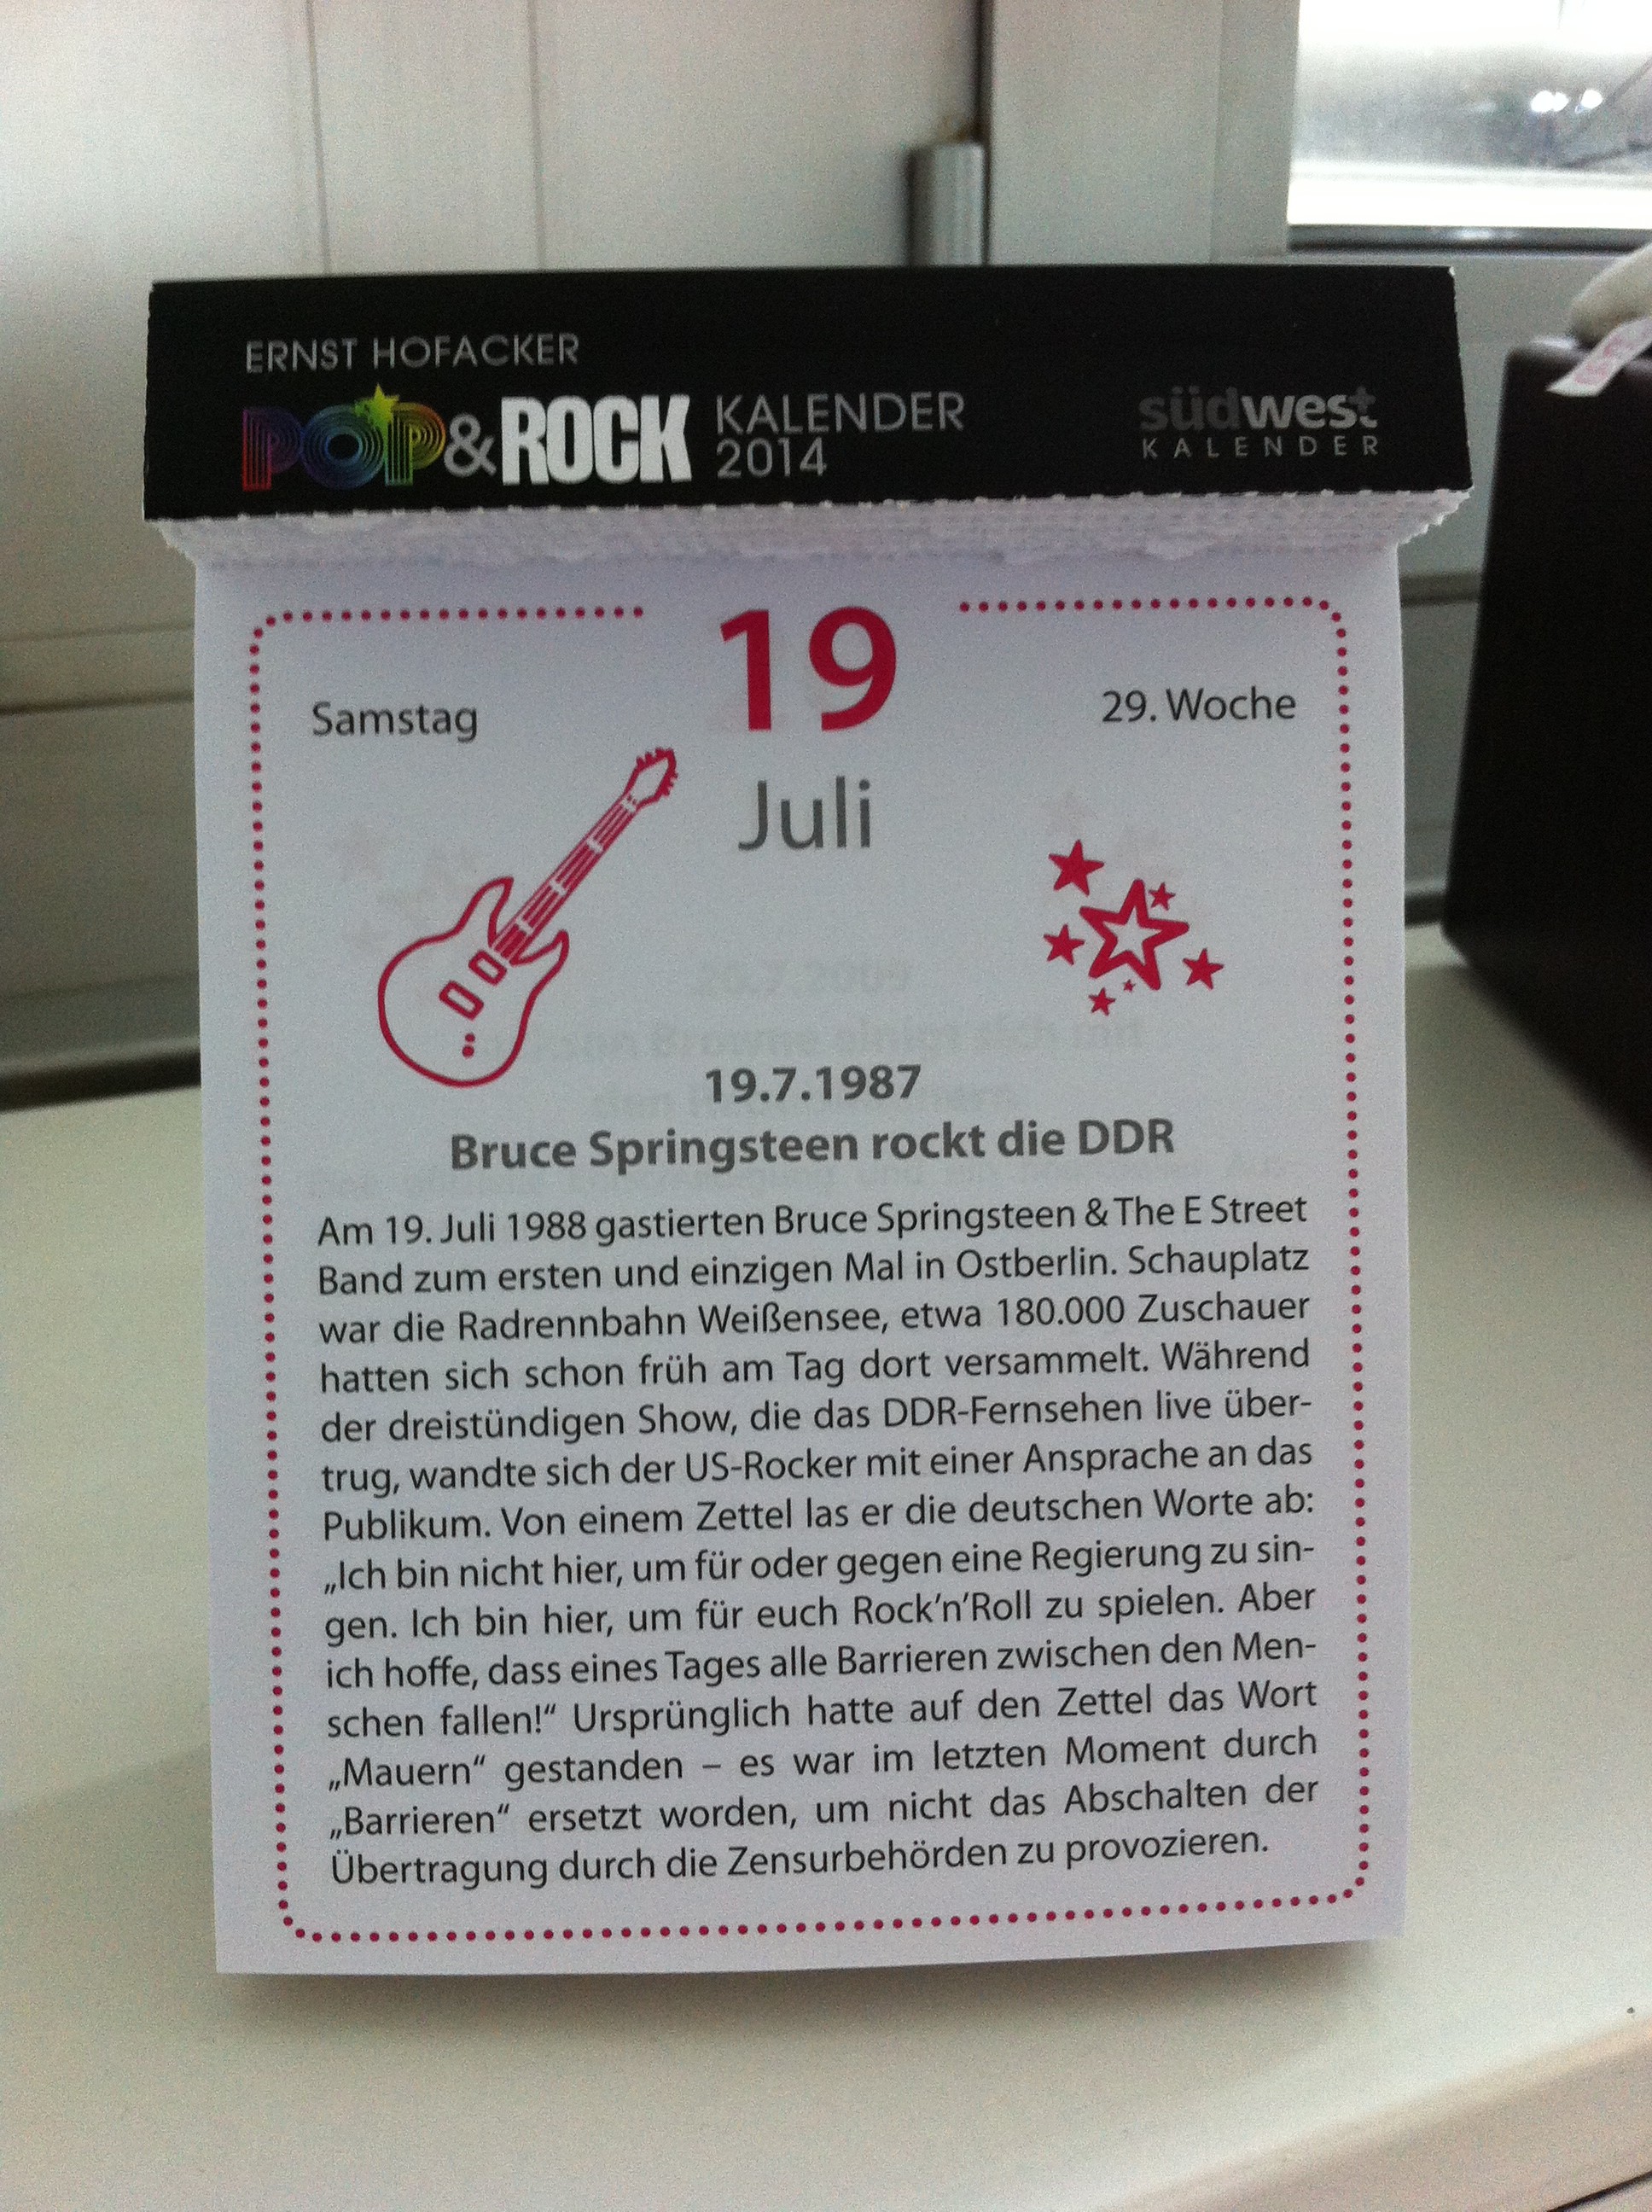 ERNST HOFACKER
POP&ROCK KALENDER 2014
südwest
KALENDER
19
Samstag
29. Woche
Juli
19.7.1987
Bruce Springsteen rockt die DDR
Am 19. Juli 1988 gastierten Bruce Springsteen & The E Street
Band zum ersten und einzigen Mal in Ostberlin. Schauplatz
war die Radrennbahn Weißensee, etwa 180.000 Zuschauer
hatten sich schon früh am Tag dort versammelt. Während
der dreistündigen Show, die das DDR-Fernsehen live über-
trug, wandte sich der US-Rocker mit einer Ansprache an das
Publikum. Von einem Zettel las er die deutschen Worte ab:
„Ich bin nicht hier, um für oder gegen eine Regierung zu sin-
gen. Ich bin hier, um für euch Rock’n’Roll zu spielen. Aber
ich hoffe, dass eines Tages alle Barrieren zwischen den Men-
schen fallen!“ Ursprünglich hatte auf den Zettel das Wort
„Mauern“ gestanden – es war im letzten Moment durch
„Barrieren“ ersetzt worden, um nicht das Abschalten der
Übertragung durch die Zensurbehörden zu provozieren.